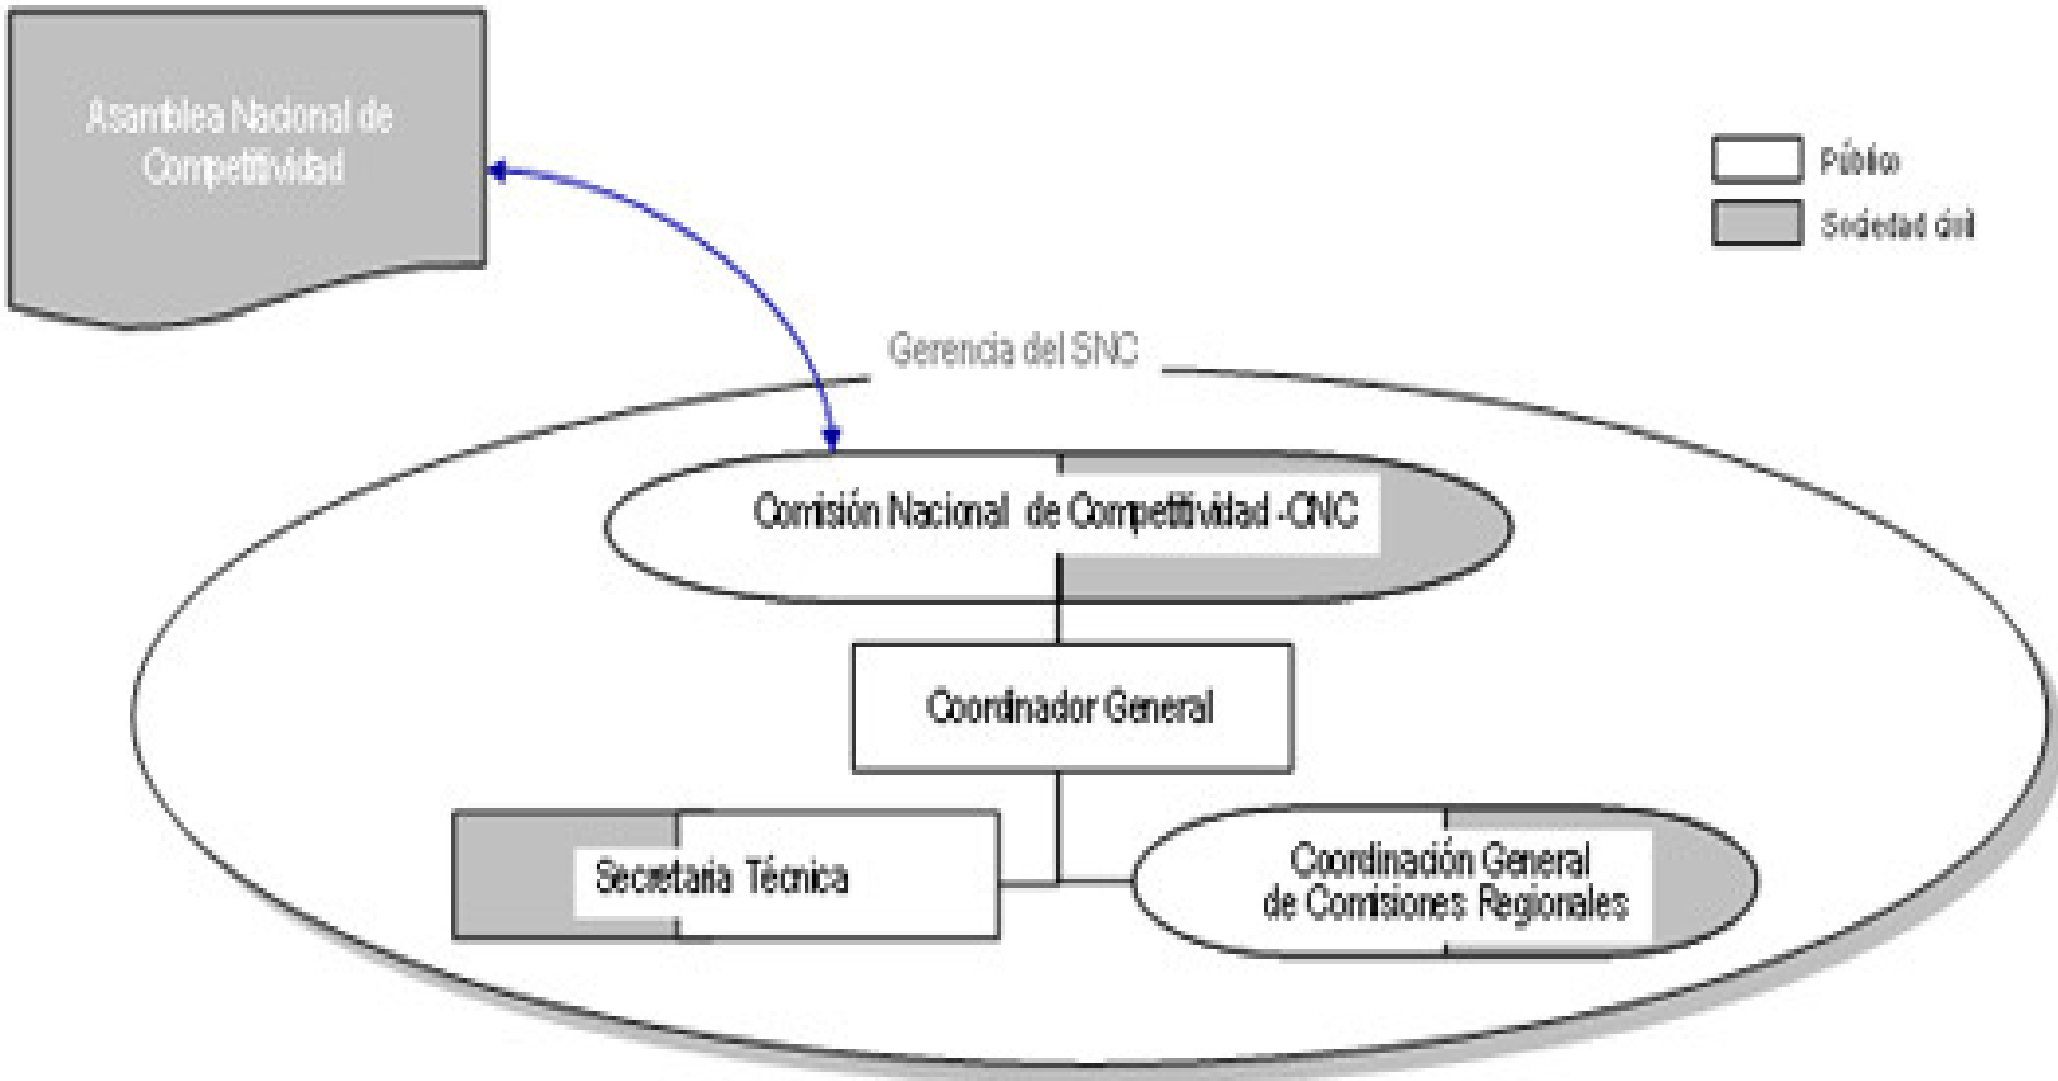 Asamblea Nacional de
Competitividad
Público
Sociedad civil
Gerencia del SNC
Comisión Nacional de Competitividad -CNC
Coordinador General
Secretaria Técnica
Coordinación General
de Comisiones Regionales